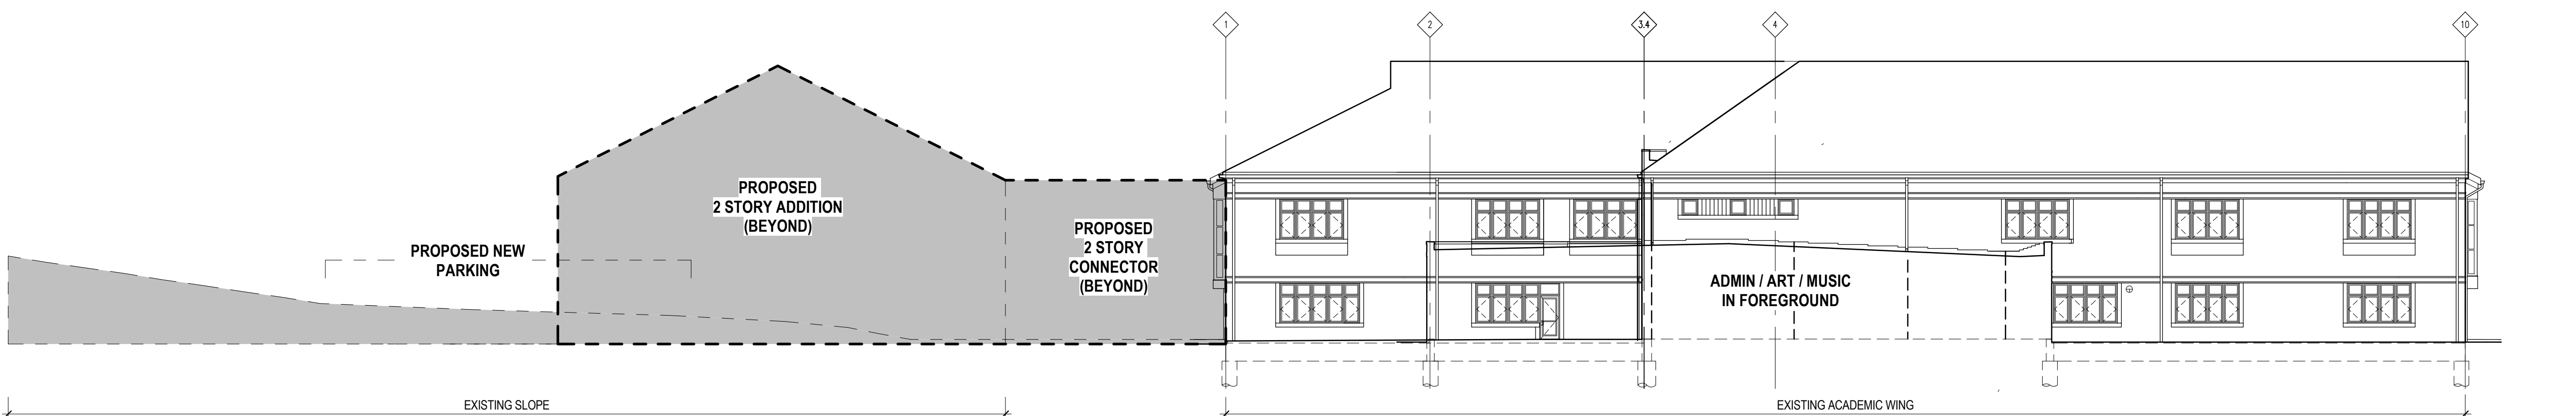 1
2
3.4
4
10
PROPOSED
2 STORY ADDITION
(BEYOND)
PROPOSED
2 STORY
CONNECTOR
(BEYOND)
PROPOSED NEW
PARKING
ADMIN / ART / MUSIC
IN FOREGROUND
EXISTING SLOPE
EXISTING ACADEMIC WING